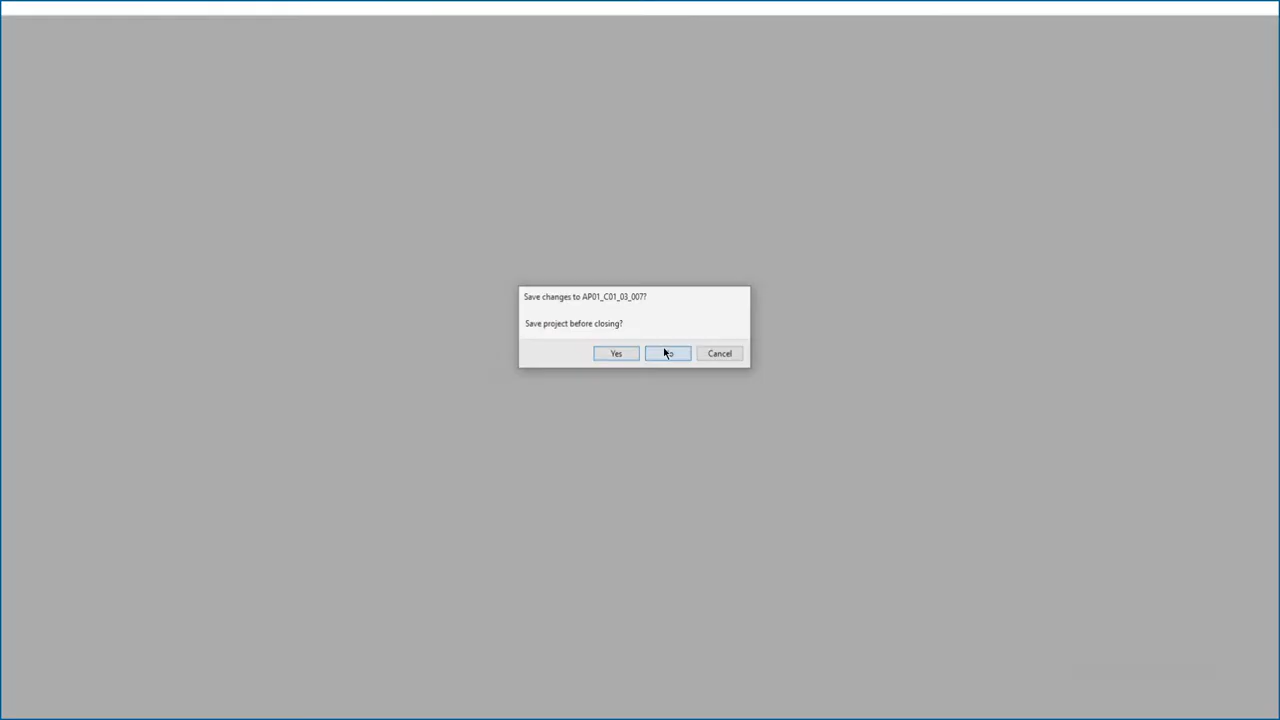 Save changes to AP01_C01_03_007?
Save project before closing?
Yes
Cancel